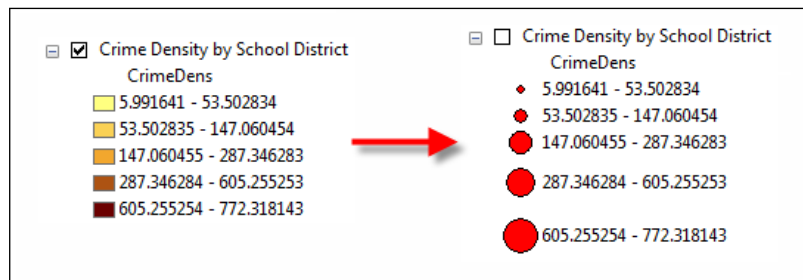 Crime Density by School District
CrimeDens
5.991641 - 53.502834
53.502835 - 147.060454
147.060455 - 287.346283
287.346284 - 605.255253
605.255254 - 772.318143
Crime Density by School District
CrimeDens
5.991641 - 53.502834
53.502835 - 147.060454
147.060455 - 287.346283
287.346284 - 605.255253
605.255254 - 772.318143